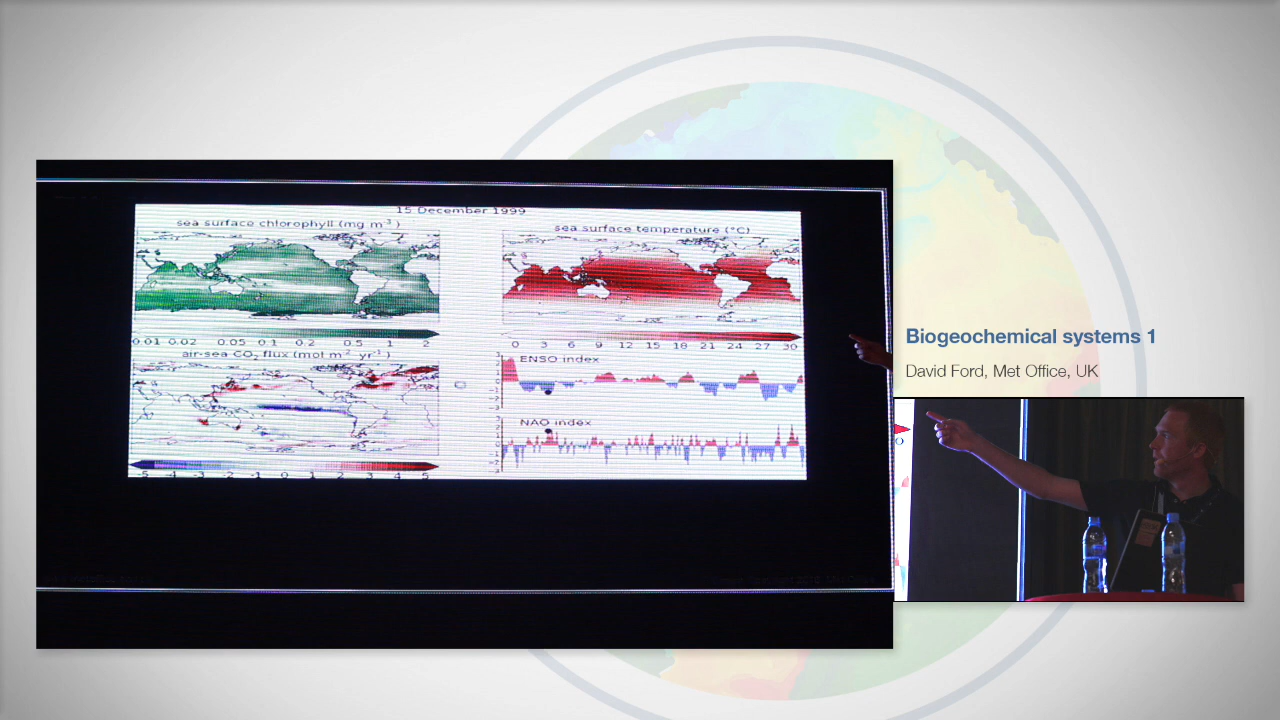 15 December 1999
sea surface chlorophyll (mg m⁻³)
sea surface temperature (°C)
0.01 0.02 0.05 0.1 0.2 0.5 1 2
0 3 6 9 12 15 18 21 24 27 30
air-sea CO₂ flux (mol m⁻² yr⁻¹)
ENSO index
NAO index
-5 -4 -3 -2 -1 0 1 2 3 4 5
Biogeochemical systems 1
David Ford, Met Office, UK